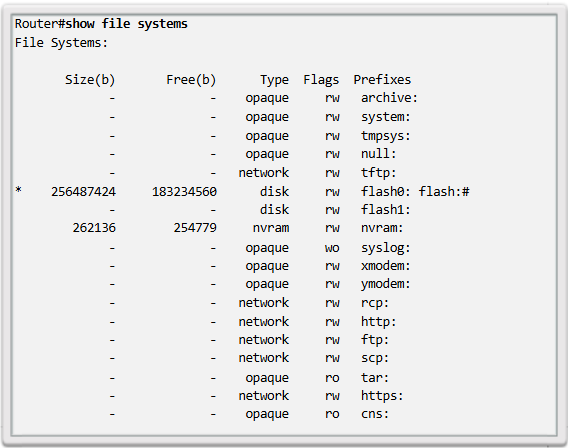 Router#show file systems
File Systems:
Size(b) Free(b) Type Flags Prefixes
- - opaque rw archive:
- - opaque rw system:
- - opaque rw tmpsys:
- - opaque rw null:
- - network rw tftp:
* 256487424 183234560 disk rw flash0: flash:#
- - disk rw flash1:
262136 254779 nvram rw nvram:
- - opaque wo syslog:
- - opaque rw xmodem:
- - opaque rw ymodem:
- - network rw rcp:
- - network rw http:
- - network rw ftp:
- - network rw scp:
- - opaque ro tar:
- - network rw https:
- - opaque ro cns: